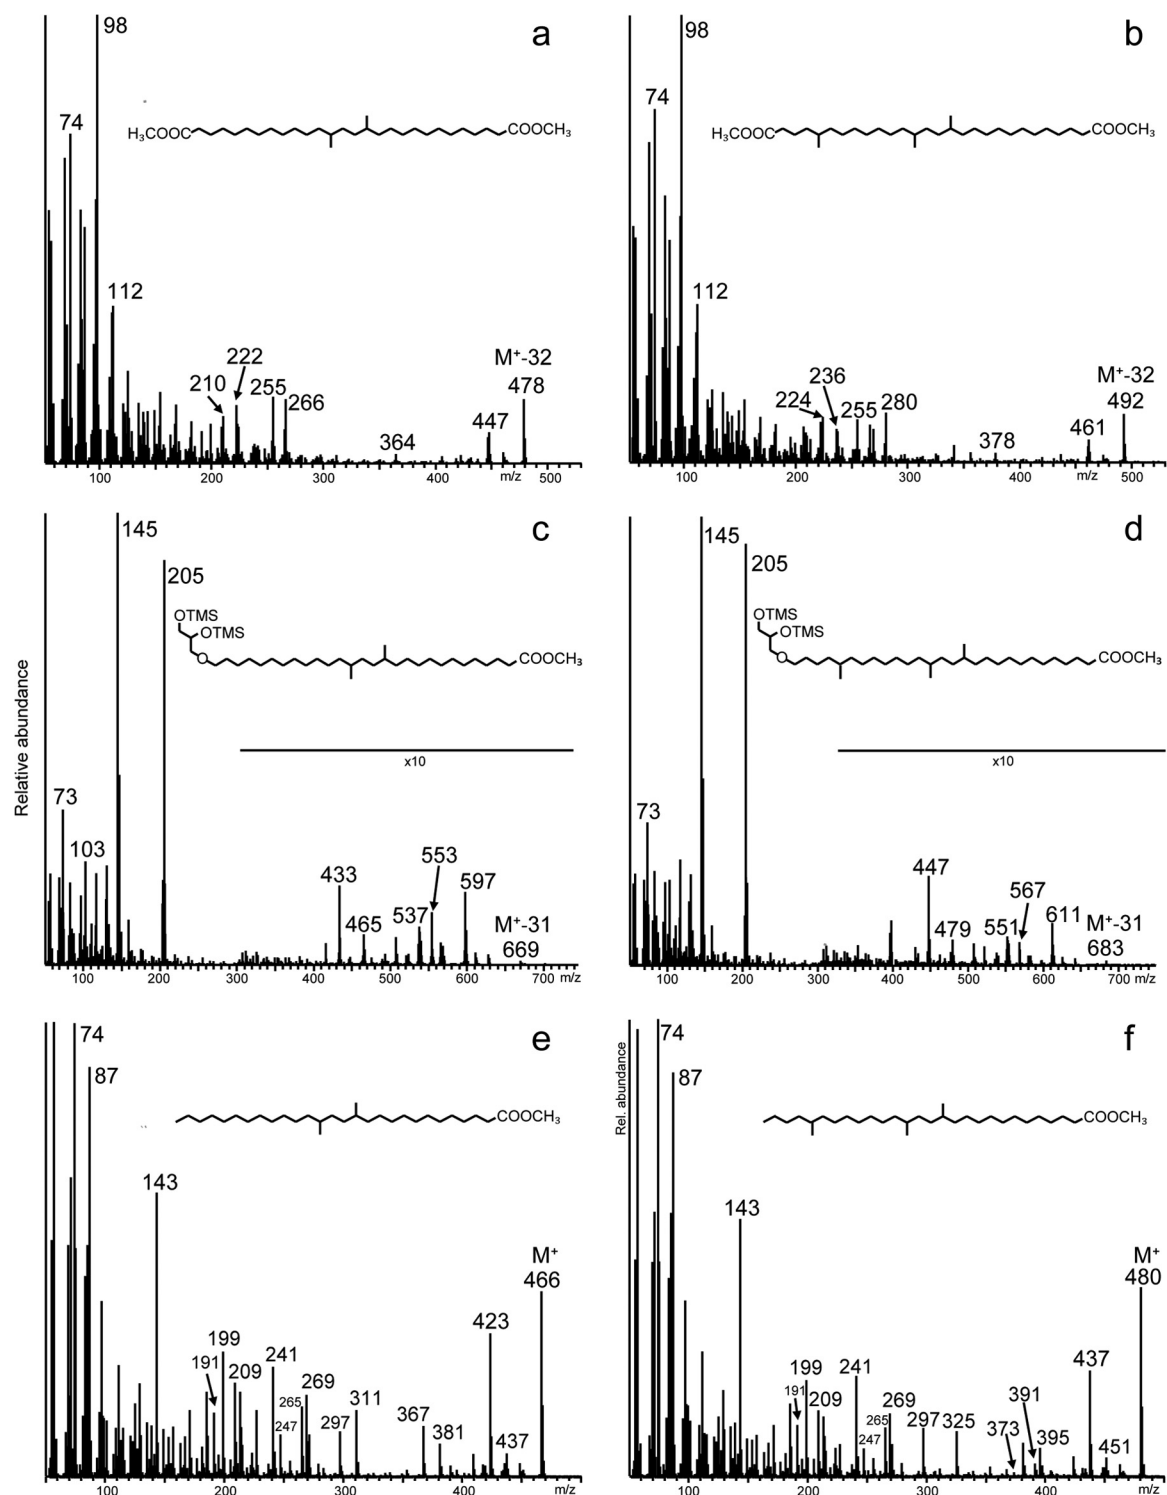 a
98
74
H₃COOC
COOCH₃
112
222
210
255
266
M⁺-32
478
447
364
100
200
300
400
m/z
500
b
98
74
H₃COOC
COOCH₃
112
236
224
255
280
M⁺-32
492
461
378
100
200
300
400
m/z
500
Relative abundance
c
145
205
OTMS
OTMS
O
COOCH₃
x10
73
103
433
465
537
553
597
M⁺-31
669
100
200
300
400
500
600
700 m/z
d
145
205
OTMS
OTMS
O
COOCH₃
x10
73
447
479
551
567
611
M⁺-31
683
100
200
300
400
500
600
700 m/z
e
74
87
COOCH₃
143
M⁺
466
423
199
191
209
241
265
247
269
297
311
367
381
437
100
200
300
400
m/z
Rel. abundance
f
74
87
COOCH₃
143
M⁺
480
437
199
191
209
241
265
247
269
297
325
373
391
395
451
100
200
300
400
m/z